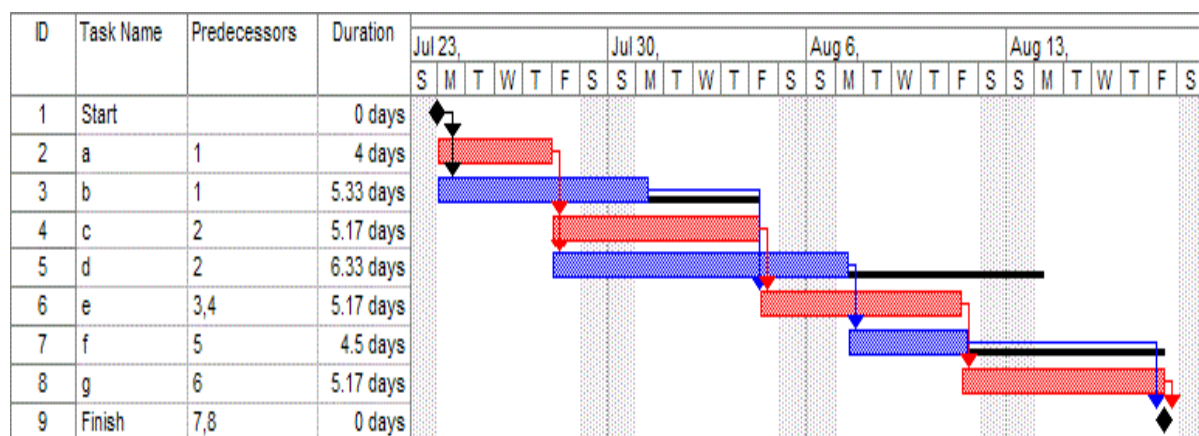 ID Task Name Predecessors Duration
Jul 23, Jul 30, Aug 6, Aug 13,
S M T W T F S S M T W T F S S M T W T F S S M T W T F S
1 Start 0 days
2 a 1 4 days
3 b 1 5.33 days
4 c 2 5.17 days
5 d 2 6.33 days
6 e 3,4 5.17 days
7 f 5 4.5 days
8 g 6 5.17 days
9 Finish 7,8 0 days